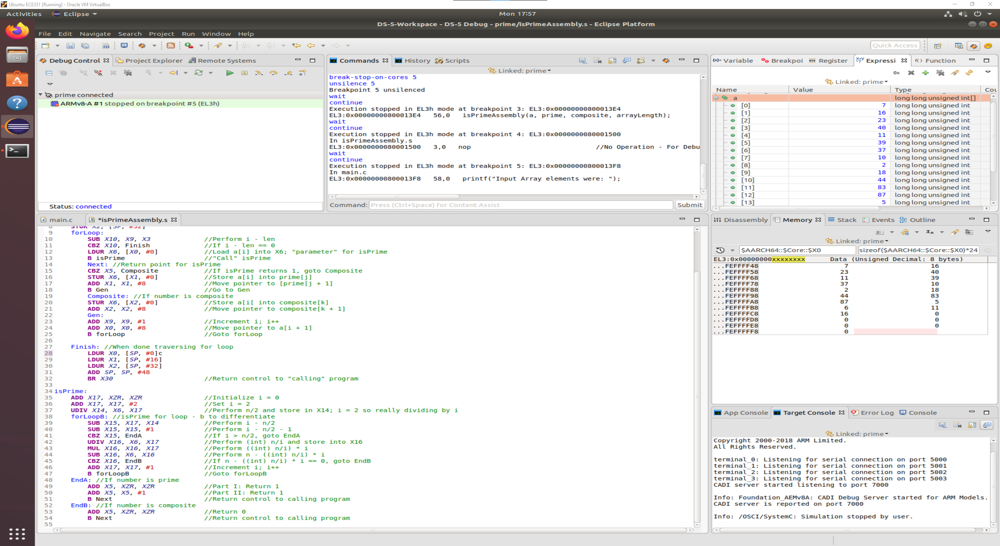 Ubuntu ECE331 [Running] - Oracle VM VirtualBox
Activities Eclipse Mon 17:57
DS-5-Workspace - DS-5 Debug - prime/isPrimeAssembly.s - Eclipse Platform
File Edit Navigate Search Project Run Window Help
Quick Access
Debug Control Project Explorer Remote Systems
prime connected
ARMv8-A #1 stopped on breakpoint #5 (EL3h)
Status: connected
Commands History Scripts
Linked: prime
break-stop-on-cores 5
unsilence 5
Breakpoint 5 unsilenced
wait
continue
Execution stopped in EL3h mode at breakpoint 3: EL3:0x00000000800013E4
EL3:0x00000000800013E4 56,0 isPrimeAssembly(a, prime, composite, arrayLength);
wait
continue
Execution stopped in EL3h mode at breakpoint 4: EL3:0x0000000080001500
In isPrimeAssembly.s
EL3:0x0000000080001500 3,0 nop //No Operation - For Debu
wait
continue
Execution stopped in EL3h mode at breakpoint 5: EL3:0x00000000800013F8
In main.c
EL3:0x00000000800013F8 58,0 printf("Input Array elements were: ");
Command: Press (Ctrl+Space) for Content Assist Submit
Variable Breakpoi Register Expressi Function
Linked: prime
Name Value Type Cou
a long long unsigned int[]
[0] 7 long long unsigned int
[1] 16 long long unsigned int
[2] 23 long long unsigned int
[3] 40 long long unsigned int
[4] 11 long long unsigned int
[5] 39 long long unsigned int
[6] 37 long long unsigned int
[7] 10 long long unsigned int
[8] 2 long long unsigned int
[9] 18 long long unsigned int
[10] 44 long long unsigned int
[11] 83 long long unsigned int
[12] 87 long long unsigned int
[13] 5 long long unsigned int
main.c *isPrimeAssembly.s
8 STUR X2, [SP, #32]
9 forLoop:
10 SUB X10, X9, X3 //Perform i - len
11 CBZ X10, Finish //If i - len == 0
12 LDUR X6, [X0, #0] //Load a[i] into X6; "parameter" for isPrime
13 B isPrime //"Call" isPrime
14 Next: //Return point for isPrime
15 CBZ X5, Composite //If isPrime returns 1, goto Composite
16 STUR X6, [X1, #0] //Store a[i] into prime[j]
17 ADD X1, X1, #8 //Move pointer to [prime[j + 1]
18 B Gen //Go to Gen
19 Composite: //If number is composite
20 STUR X6, [X2, #0] //Store a[i[ into composite[k]
21 ADD X2, X2, #8 //Move pointer to composite[k + 1]
22 Gen:
23 ADD X9, X9, #1 //Increment i; i++
24 ADD X0, X0, #8 //Move pointer to a[i + 1]
25 B forLoop //Goto forLoop
26
27 Finish: //When done traversing for loop
28 LDUR X0, [SP, #0]c
29 LDUR X1, [SP, #16]
30 LDUR X2, [SP, #32]
31 ADD SP, SP, #48
32 BR X30 //Return control to "calling" program
33
34 isPrime:
35 ADD X17, XZR, XZR //Initialize i = 0
36 ADD X17, X17, #2 //Set i = 2
37 UDIV X14, X6, X17 //Perform n/2 and store in X14; i = 2 so really dividing by i
38 forLoopB: //isPrime for loop - b to differentiate
39 SUB X15, X17, X14 //Perform i - n/2
40 SUB X15, X15, #1 //Perform i - n/2 - 1
41 CBZ X15, EndA //If i > n/2, goto EndA
42 UDIV X16, X6, X17 //Perform (int) n/i and store into X16
43 MUL X16, X16, X17 //Perform ((int) n/i) * i
44 SUB X16, X6, X16 //Perform n - ((int) n/i) * i
45 CBZ X16, EndB //If n - ((int) n/i) * i == 0, goto EndB
46 ADD X17, X17, #1 //Increment i; i++
47 B forLoopB //Goto forLoopB
48 EndA: //If number is prime
49 ADD X5, XZR, XZR //Part I: Return 1
50 ADD X5, X5, #1 //Part II: Return 1
51 B Next //Return control to calling program
52 EndB: //If number is composite
53 ADD X5, XZR, XZR //Return 0
54 B Next //Return control to calling program
55
Disassembly Memory Stack Events Outline
Linked: prime
$AARCH64::$Core::$X0 sizeof($AARCH64::$Core::$X0)*24
EL3:0x00000000xxxxxxxx Data (Unsigned Decimal: 8 bytes)
...FEFFFF48 7 16
...FEFFFF58 23 40
...FEFFFF68 11 39
...FEFFFF78 37 10
...FEFFFF88 2 18
...FEFFFF98 44 83
...FEFFFFA8 87 5
...FEFFFFB8 6 11
...FEFFFFC8 16 0
...FEFFFFD8 0 0
...FEFFFFE8 0 0
...FEFFFFF8 0
App Console Target Console Error Log Console
Linked: prime
Copyright 2000-2018 ARM Limited.
All Rights Reserved.
terminal_0: Listening for serial connection on port 5000
terminal_1: Listening for serial connection on port 5001
terminal_2: Listening for serial connection on port 5002
terminal_3: Listening for serial connection on port 5003
CADI server started listening to port 7000
Info: Foundation_AEMv8A: CADI Debug Server started for ARM Models.
CADI server is reported on port 7000
Info: /OSCI/SystemC: Simulation stopped by user.